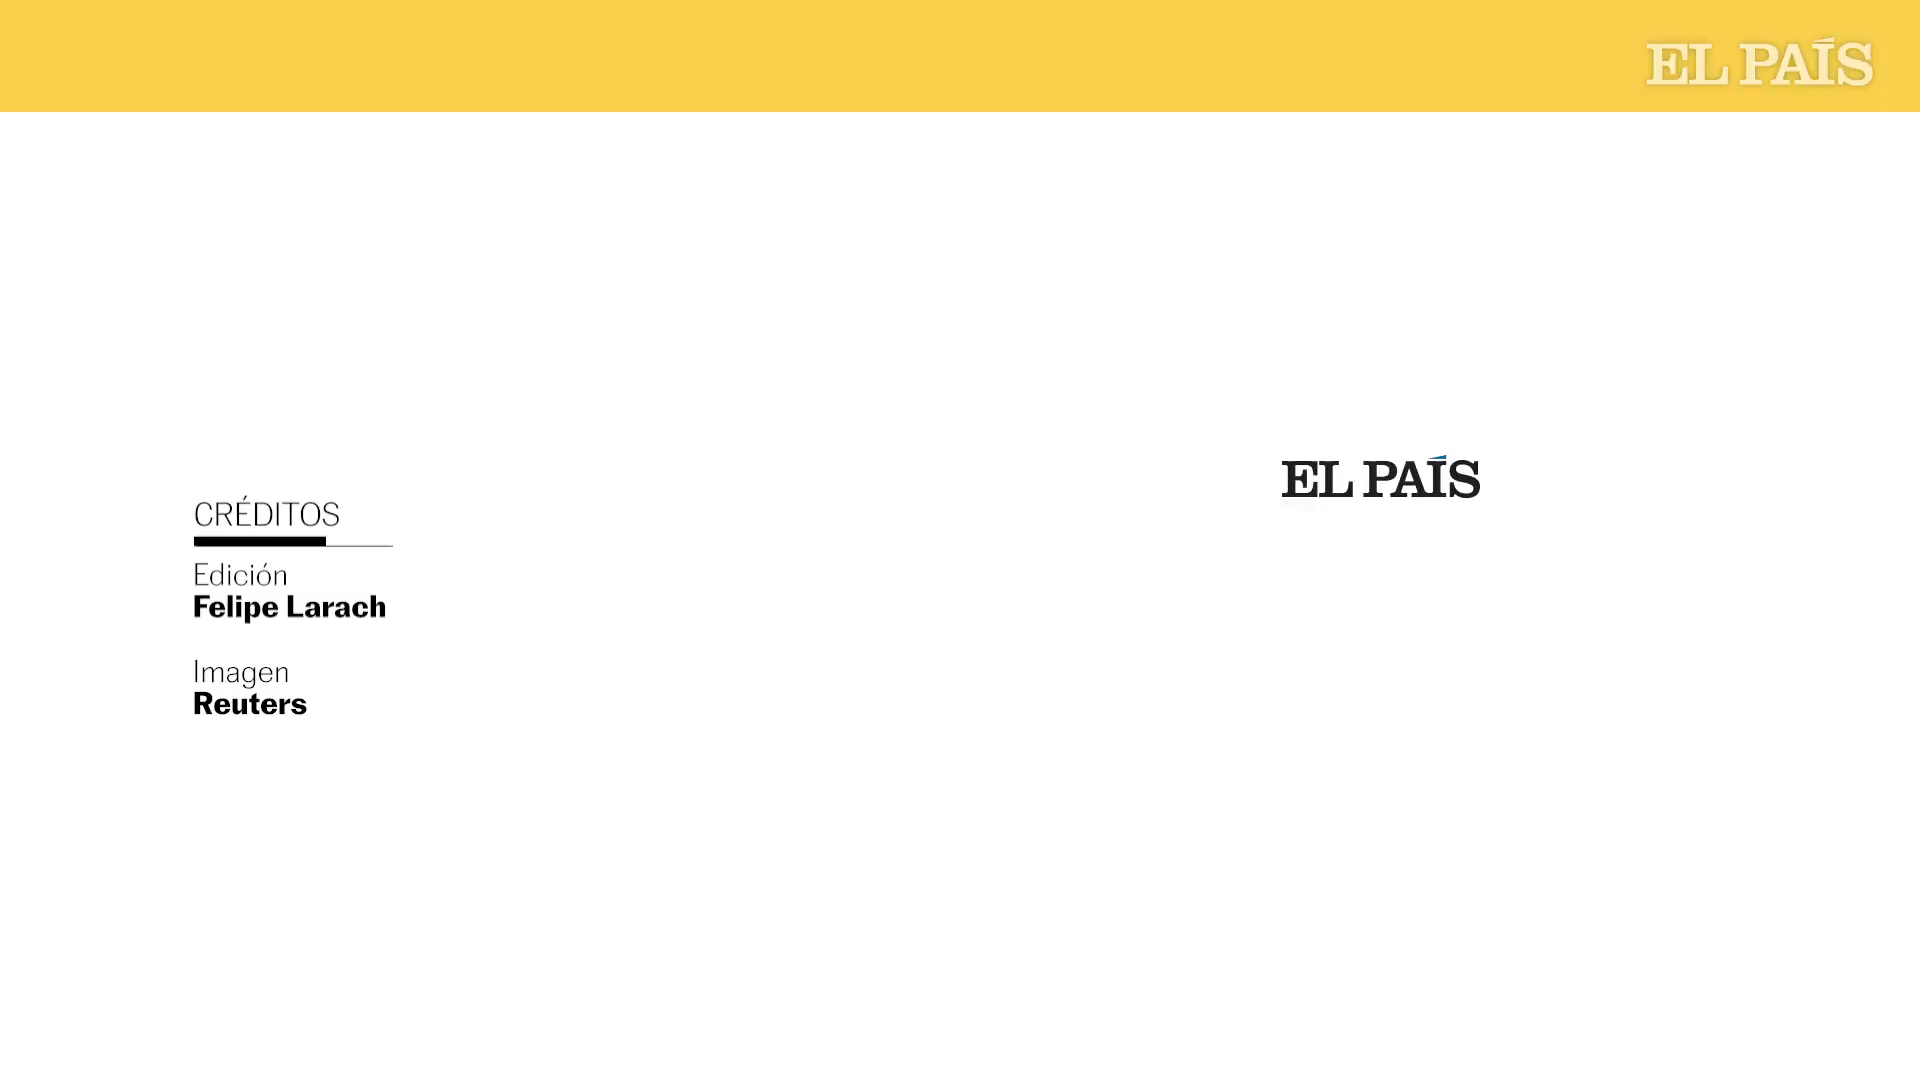 EL PAÍS
EL PAÍS
CRÉDITOS
Edición
Felipe Larach
Imagen
Reuters